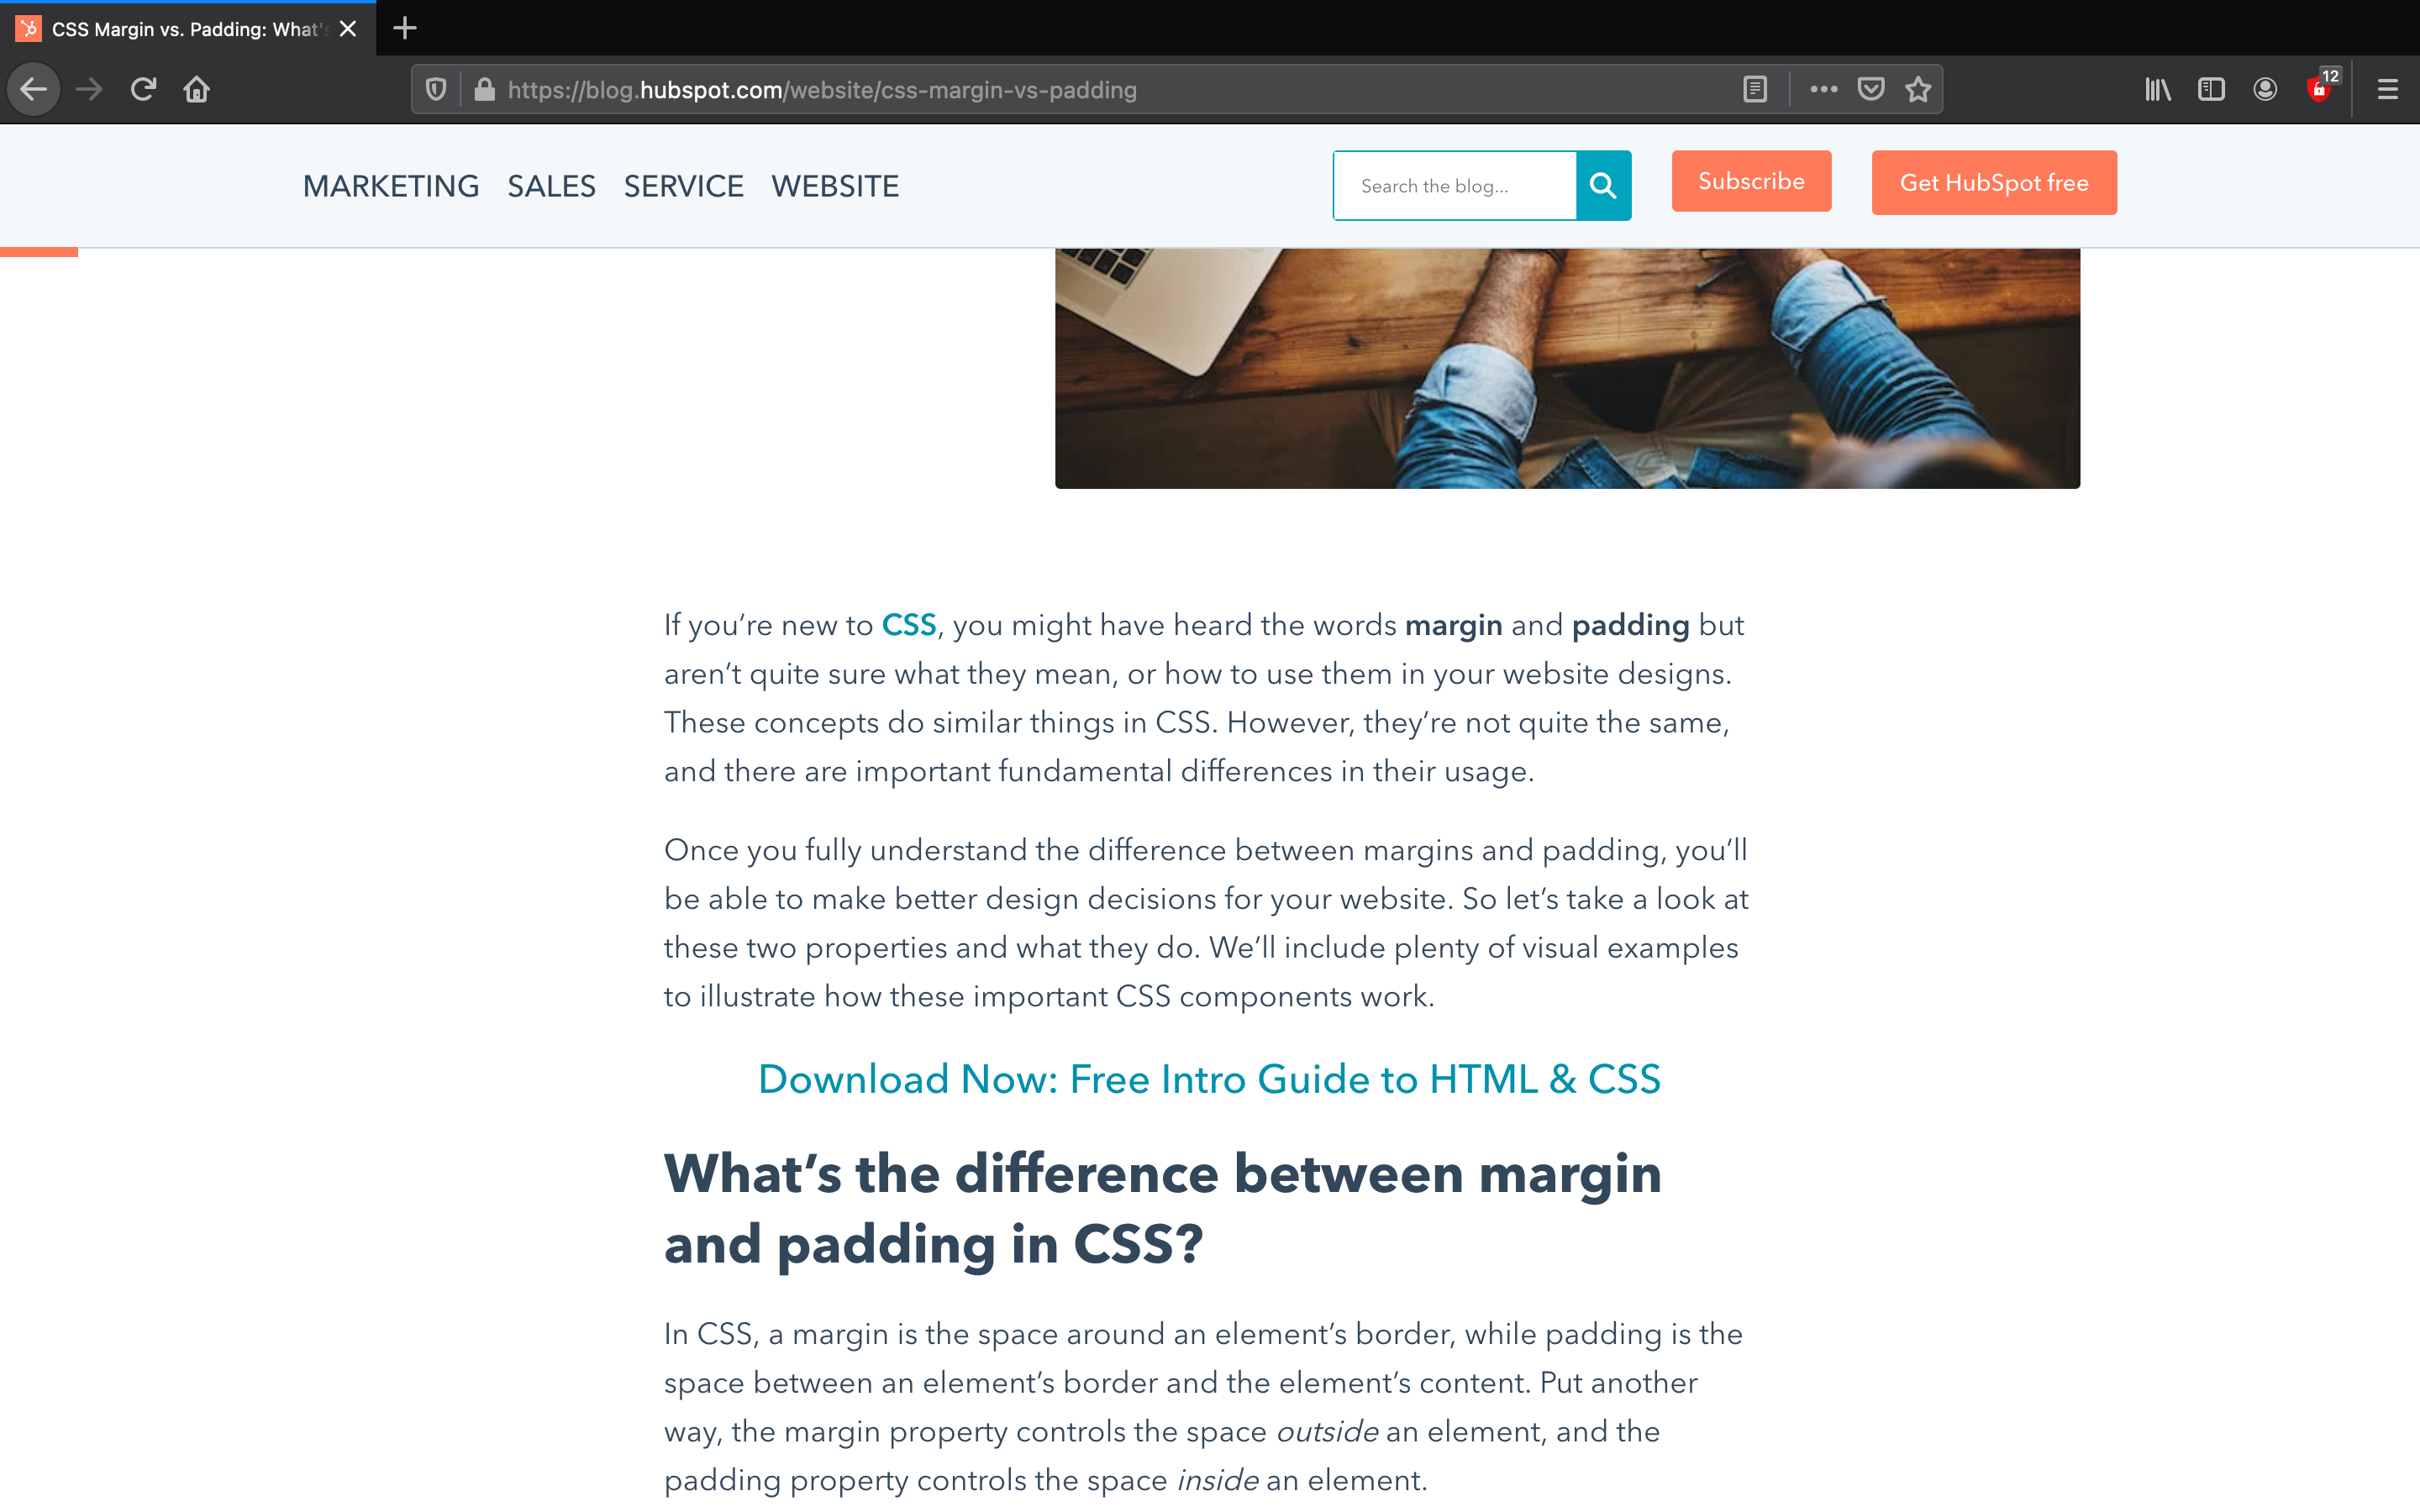 CSS Margin vs. Padding: What's
https://blog.hubspot.com/website/css-margin-vs-padding
12
MARKETING SALES SERVICE WEBSITE
Search the blog...
Subscribe
Get HubSpot free
If you’re new to CSS, you might have heard the words margin and padding but
aren’t quite sure what they mean, or how to use them in your website designs.
These concepts do similar things in CSS. However, they’re not quite the same,
and there are important fundamental differences in their usage.
Once you fully understand the difference between margins and padding, you’ll
be able to make better design decisions for your website. So let’s take a look at
these two properties and what they do. We’ll include plenty of visual examples
to illustrate how these important CSS components work.
Download Now: Free Intro Guide to HTML & CSS
What’s the difference between margin
and padding in CSS?
In CSS, a margin is the space around an element’s border, while padding is the
space between an element’s border and the element’s content. Put another
way, the margin property controls the space outside an element, and the
padding property controls the space inside an element.